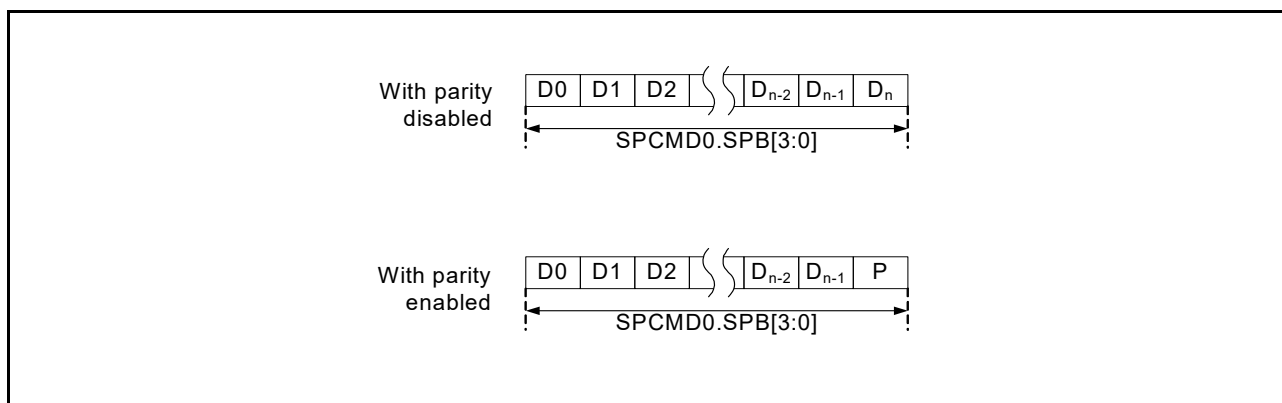 With parity
disabled
D0 D1 D2 Dn-2 Dn-1 Dn
SPCMD0.SPB[3:0]
With parity
enabled
D0 D1 D2 Dn-2 Dn-1 P
SPCMD0.SPB[3:0]